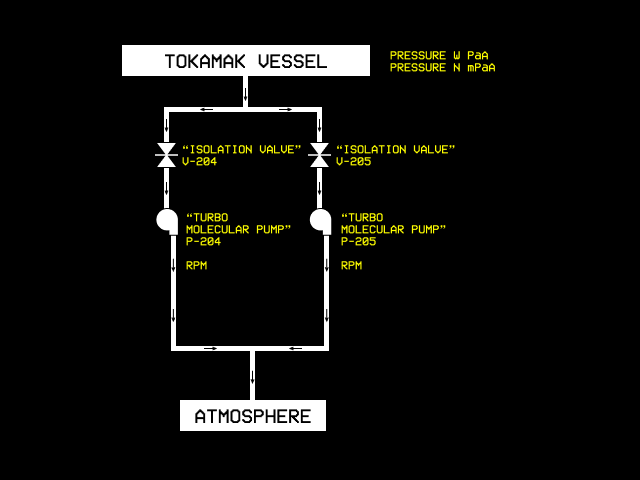 TOKAMAK VESSEL
PRESSURE W PaA
PRESSURE N mPaA
“ISOLATION VALVE”
V-204
“ISOLATION VALVE”
V-205
“TURBO
MOLECULAR PUMP”
P-204
RPM
“TURBO
MOLECULAR PUMP”
P-205
RPM
ATMOSPHERE